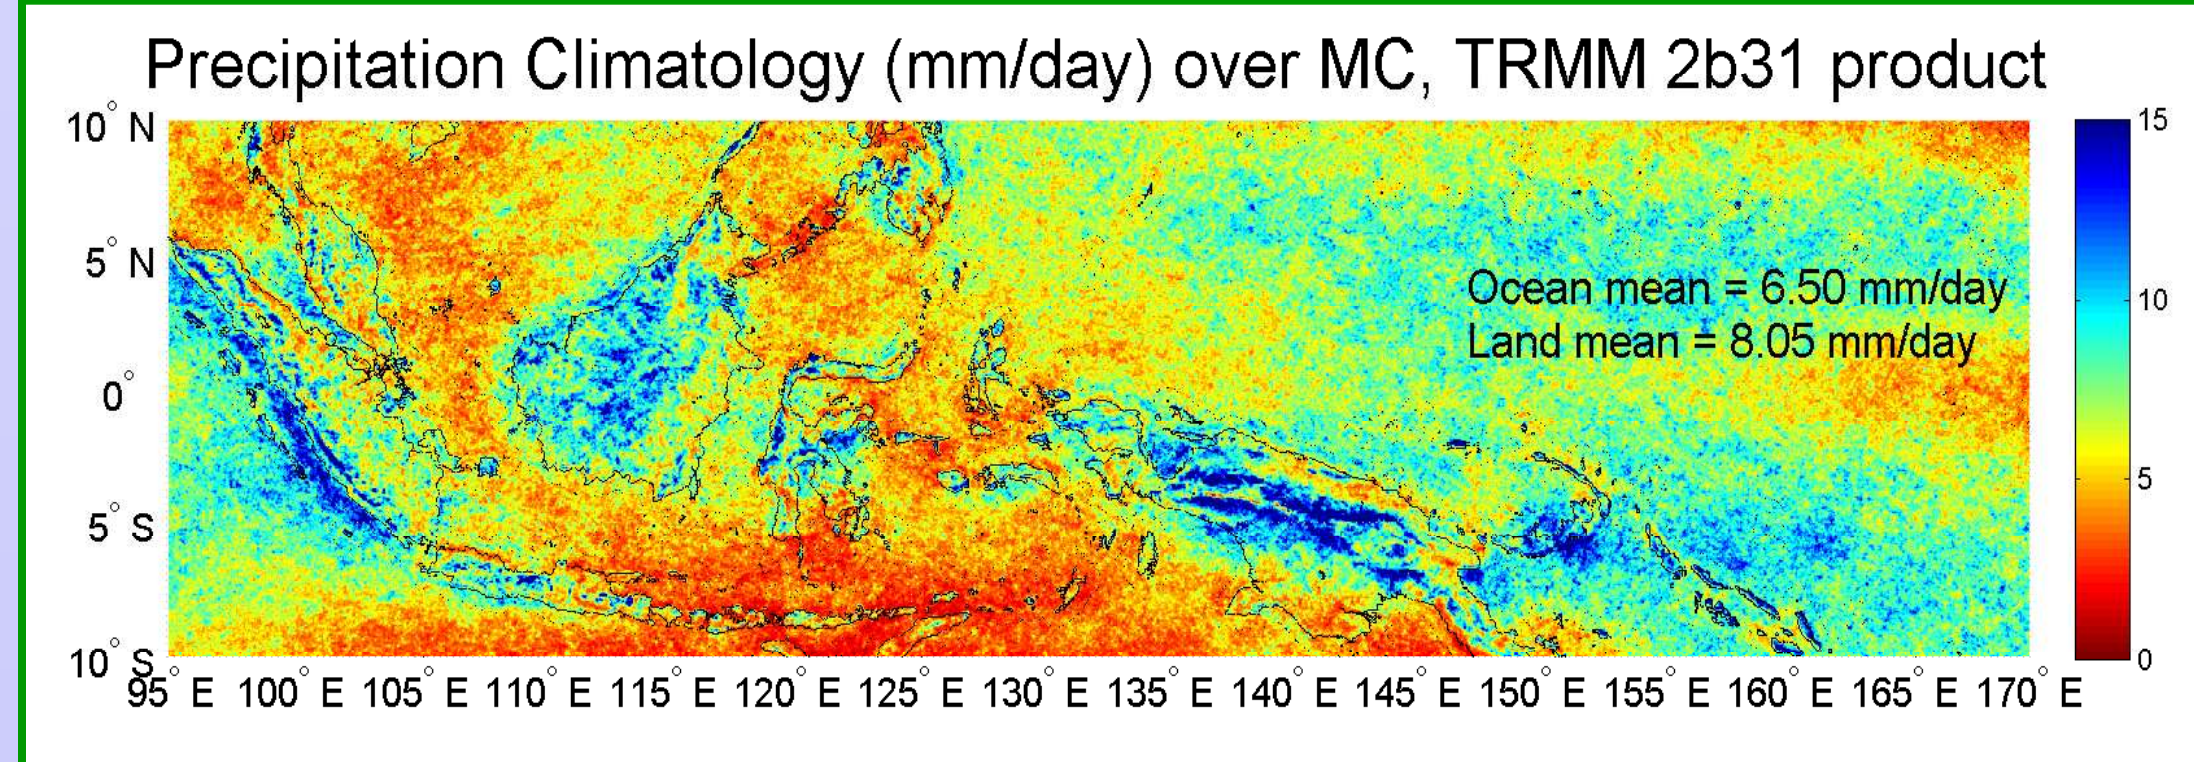 Precipitation Climatology (mm/day) over MC, TRMM 2b31 product
10° N
5° N
0°
5° S
10° S
Ocean mean = 6.50 mm/day
Land mean = 8.05 mm/day
15
10
5
0
95° E 100° E 105° E 110° E 115° E 120° E 125° E 130° E 135° E 140° E 145° E 150° E 155° E 160° E 165° E 170° E